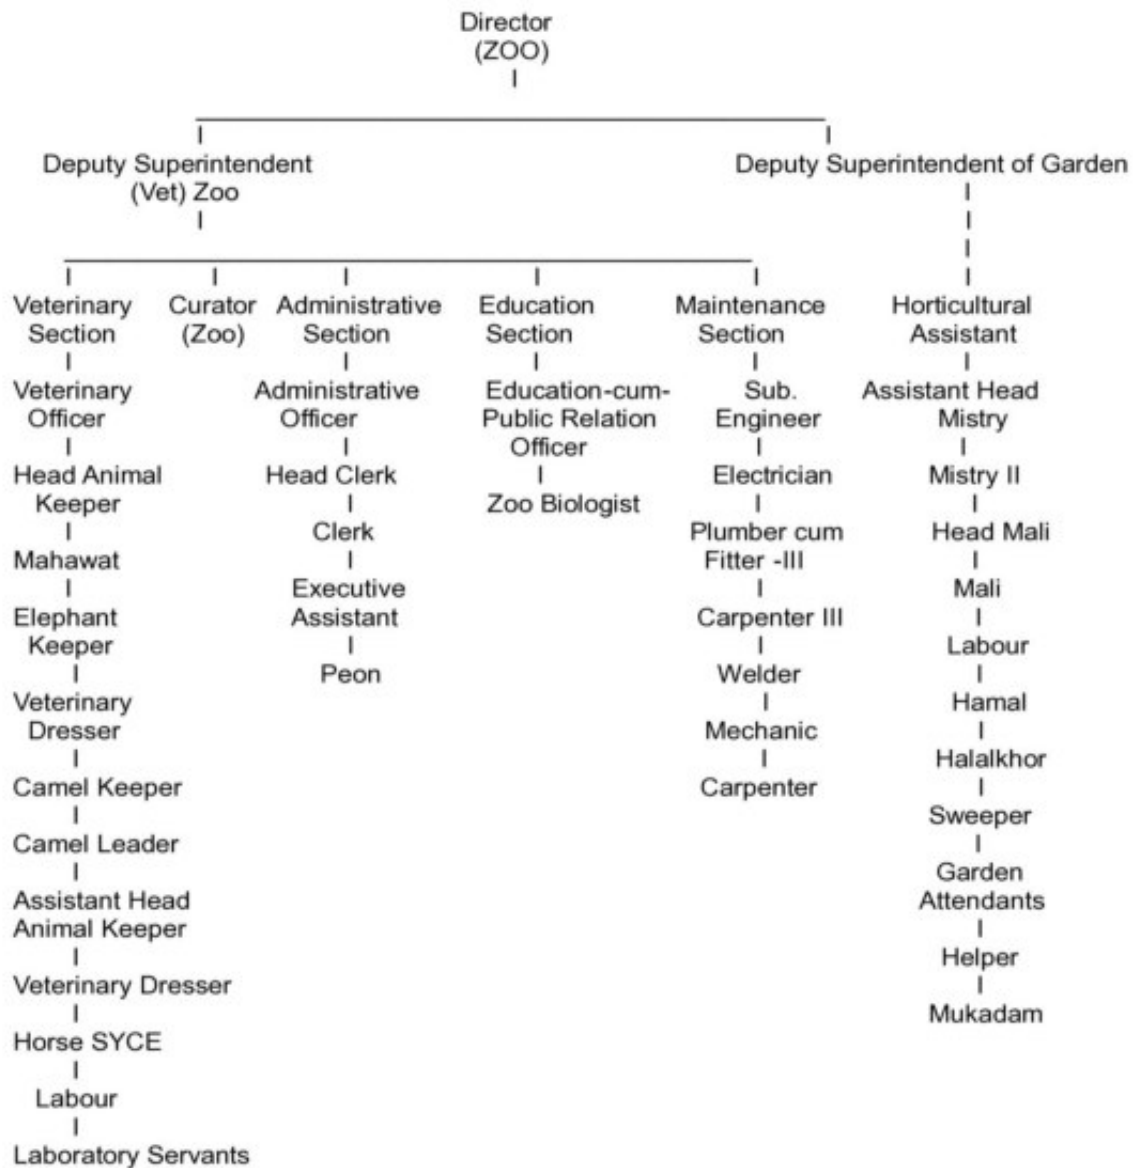 Director
(ZOO)
Deputy Superintendent
(Vet) Zoo
Deputy Superintendent of Garden
Veterinary
Section
Veterinary
Officer
Head Animal
Keeper
Mahawat
Elephant
Keeper
Veterinary
Dresser
Camel Keeper
Camel Leader
Assistant Head
Animal Keeper
Veterinary Dresser
Horse SYCE
Labour
Laboratory Servants
Curator
(Zoo)
Administrative
Section
Administrative
Officer
Head Clerk
Clerk
Executive
Assistant
Peon
Education
Section
Education-cum-
Public Relation
Officer
Zoo Biologist
Maintenance
Section
Sub.
Engineer
Electrician
Plumber cum
Fitter -III
Carpenter III
Welder
Mechanic
Carpenter
Horticultural
Assistant
Assistant Head
Mistry
Mistry II
Head Mali
Mali
Labour
Hamal
Halalkhor
Sweeper
Garden
Attendants
Helper
Mukadam